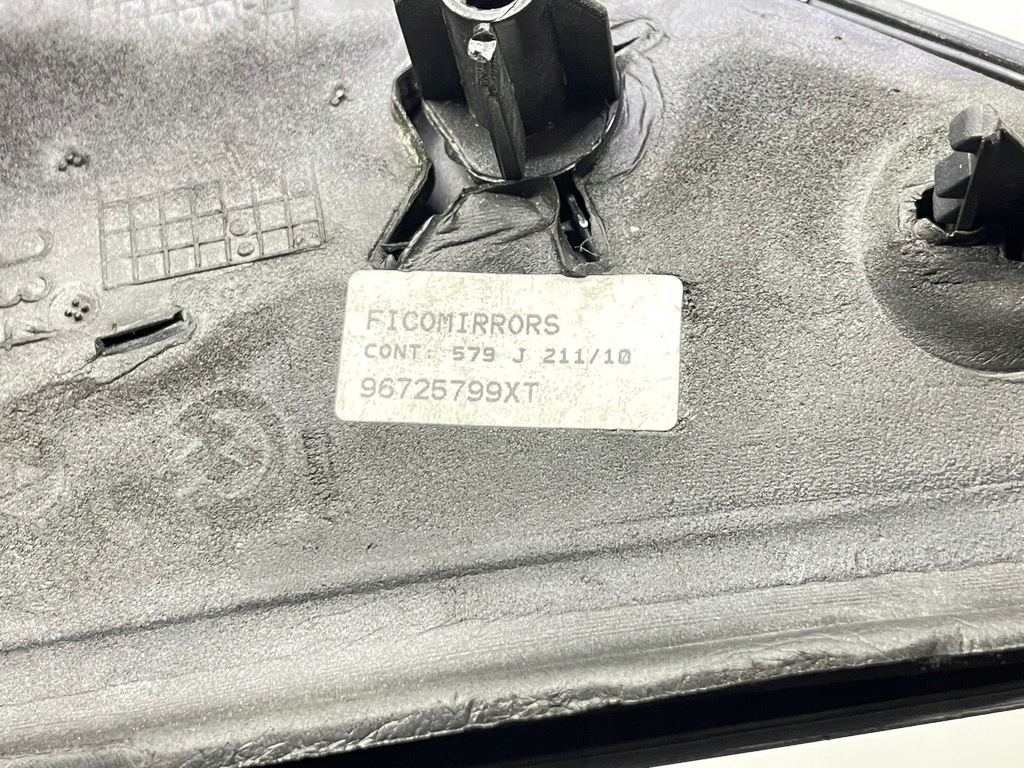 FICOMIRRORS
CONT: 579 J 211/10
96725799XT